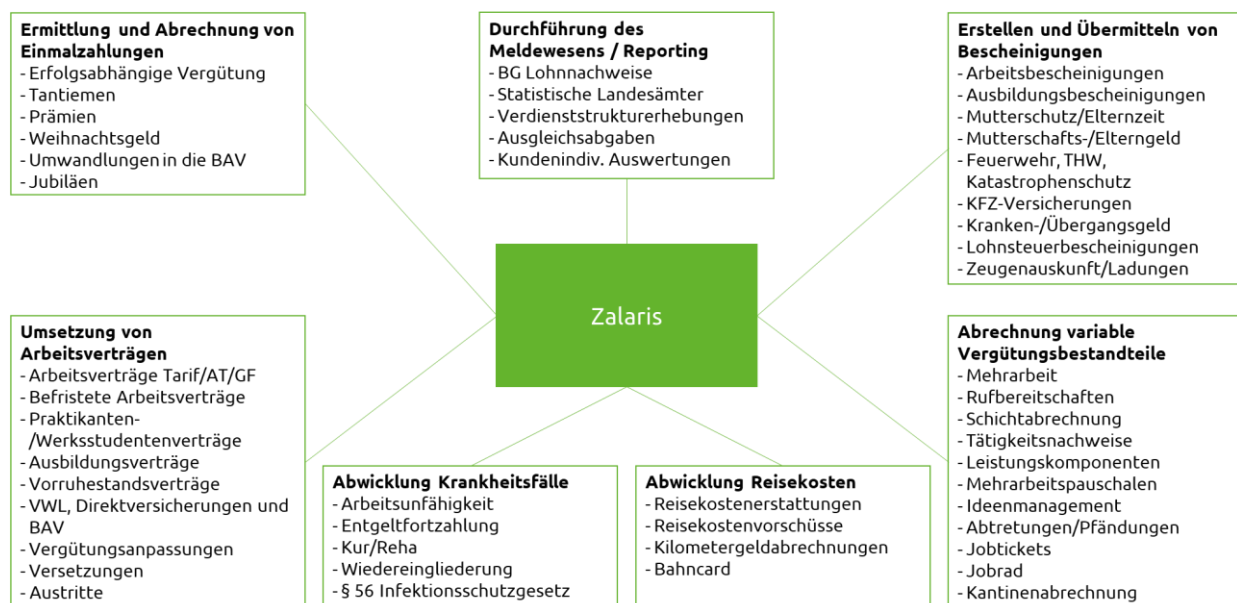 Ermittlung und Abrechnung von
Einmalzahlungen
- Erfolgsabhängige Vergütung
- Tantiemen
- Prämien
- Weihnachtsgeld
- Umwandlungen in die BAV
- Jubiläen
Durchführung des
Meldewesens / Reporting
- BG Lohnnachweise
- Statistische Landesämter
- Verdienststrukturerhebungen
- Ausgleichsabgaben
- Kundenindiv. Auswertungen
Erstellen und Übermitteln von
Bescheinigungen
- Arbeitsbescheinigungen
- Ausbildungsbescheinigungen
- Mutterschutz/Elternzeit
- Mutterschafts-/Elterngeld
- Feuerwehr, THW,
Katastrophenschutz
- KFZ-Versicherungen
- Kranken-/Übergangsgeld
- Lohnsteuerbescheinigungen
- Zeugenauskunft/Ladungen
Zalaris
Umsetzung von
Arbeitsverträgen
- Arbeitsverträge Tarif/AT/GF
- Befristete Arbeitsverträge
- Praktikanten-
/Werksstudentenverträge
- Ausbildungsverträge
- Vorruhestandsverträge
- VWL, Direktversicherungen und
BAV
- Vergütungsanpassungen
- Versetzungen
- Austritte
Abwicklung Krankheitsfälle
- Arbeitsunfähigkeit
- Entgeltfortzahlung
- Kur/Reha
- Wiedereingliederung
- § 56 Infektionsschutzgesetz
Abwicklung Reisekosten
- Reisekostenerstattungen
- Reisekostenvorschüsse
- Kilometergeldabrechnungen
- Bahncard
Abrechnung variable
Vergütungsbestandteile
- Mehrarbeit
- Rufbereitschaften
- Schichtabrechnung
- Tätigkeitsnachweise
- Leistungskomponenten
- Mehrarbeitspauschalen
- Ideenmanagement
- Abtretungen/Pfändungen
- Jobtickets
- Jobrad
- Kantinenabrechnung